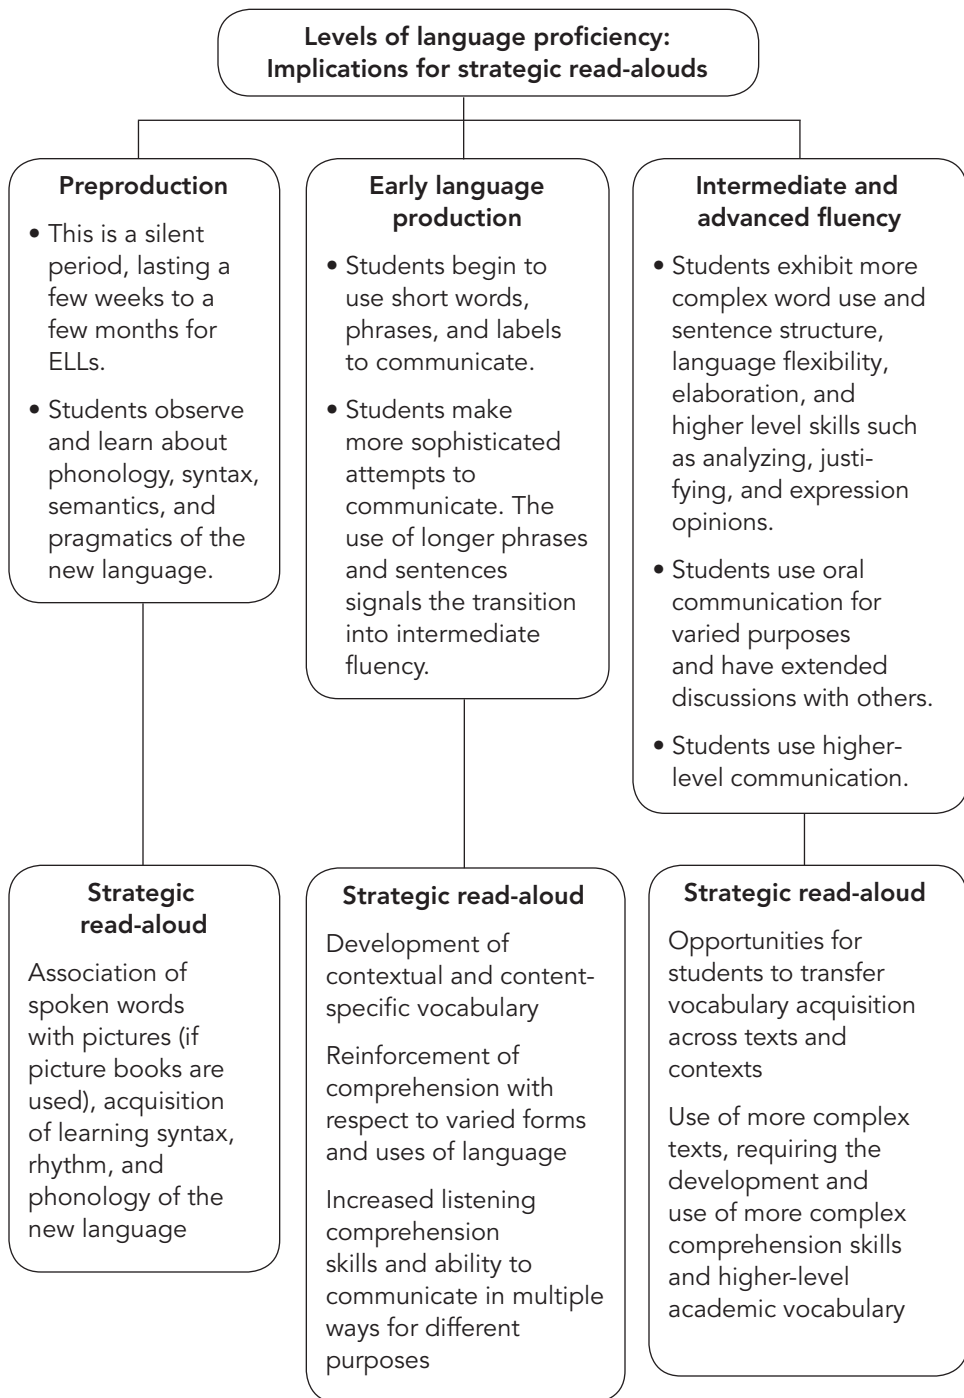 Levels of language proficiency:
Implications for strategic read-alouds
Preproduction
• This is a silent
period, lasting a
few weeks to a
few months for
ELLs.
• Students observe
and learn about
phonology, syntax,
semantics, and
pragmatics of the
new language.
Early language
production
• Students begin to
use short words,
phrases, and labels
to communicate.
• Students make
more sophisticated
attempts to
communicate. The
use of longer phrases
and sentences
signals the transition
into intermediate
fluency.
Intermediate and
advanced fluency
• Students exhibit more
complex word use and
sentence structure,
language flexibility,
elaboration, and
higher level skills such
as analyzing, justi-
fying, and expression
opinions.
• Students use oral
communication for
varied purposes
and have extended
discussions with others.
• Students use higher-
level communication.
Strategic
read-aloud
Association of
spoken words
with pictures (if
picture books are
used), acquisition
of learning syntax,
rhythm, and
phonology of the
new language
Strategic read-aloud
Development of
contextual and content-
specific vocabulary
Reinforcement of
comprehension with
respect to varied forms
and uses of language
Increased listening
comprehension
skills and ability to
communicate in multiple
ways for different
purposes
Strategic read-aloud
Opportunities for
students to transfer
vocabulary acquisition
across texts and
contexts
Use of more complex
texts, requiring the
development and
use of more complex
comprehension skills
and higher-level
academic vocabulary